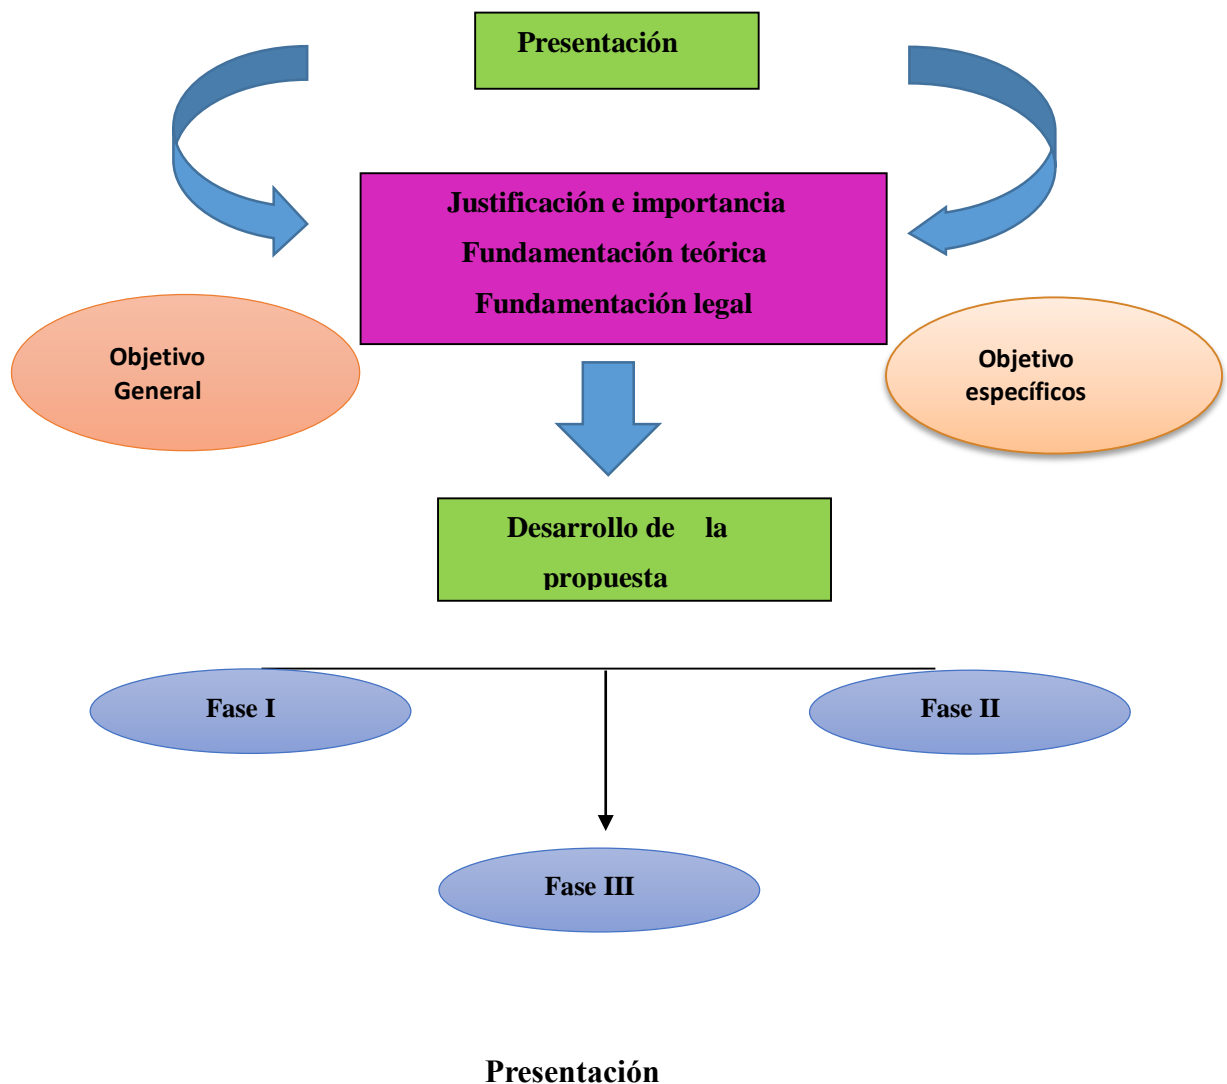 Presentación
Justificación e importancia
Fundamentación teórica
Fundamentación legal
Objetivo
General
Objetivo
específicos
Desarrollo de la
propuesta
Fase I
Fase II
Fase III
Presentación